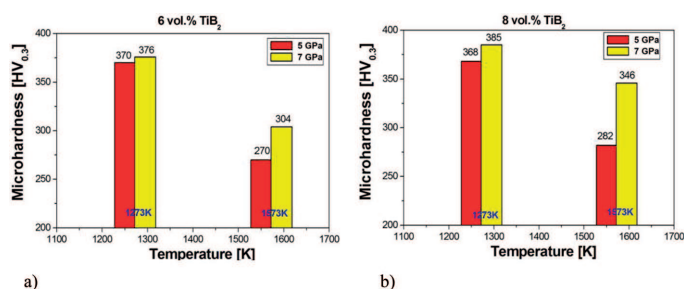 6 vol.% TiB2
Microhardness [HV0.3]
400
350
300
250
200
370
376
270
304
5 GPa
7 GPa
1273K
1573K
1100 1200 1300 1400 1500 1600 1700
Temperature [K]
a)
8 vol.% TiB2
Microhardness [HV0.3]
400
350
300
250
200
368
385
282
346
5 GPa
7 GPa
1273K
1573K
1100 1200 1300 1400 1500 1600 1700
Temperature [K]
b)